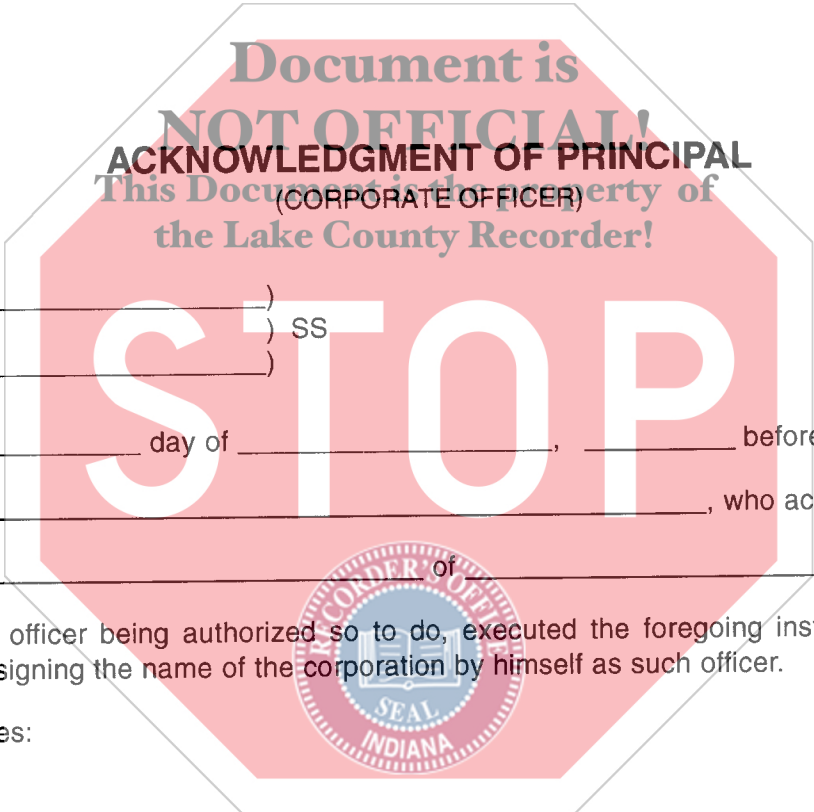 Document is
NOT OFFICIAL!
ACKNOWLEDGMENT OF PRINCIPAL
This Document is the property of
(CORPORATE OFFICER)
the Lake County Recorder!
)
) SS
)
STOP
day of , before
, who ac
of
officer being authorized so to do, executed the foregoing ins
signing the name of the corporation by himself as such officer.
es:
RECORDER'S OFFICE
SEAL
INDIANA